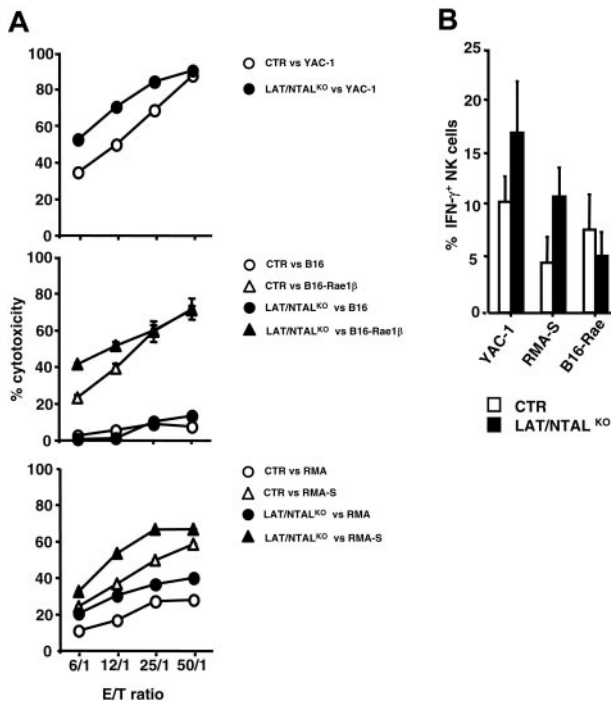 A
100
80
60
40
20
0
CTR vs YAC-1
LAT/NTALKO vs YAC-1
% cytotoxicity
80
60
40
20
0
CTR vs B16
CTR vs B16-Rae1β
LAT/NTALKO vs B16
LAT/NTALKO vs B16-Rae1β
100
80
60
40
20
0
CTR vs RMA
CTR vs RMA-S
LAT/NTALKO vs RMA
LAT/NTALKO vs RMA-S
6/1 12/1 25/1 50/1
E/T ratio
B
% IFN-γ+ NK cells
25
20
15
10
5
0
YAC-1
RMA-S
B16-Rae
CTR
LAT/NTAL KO